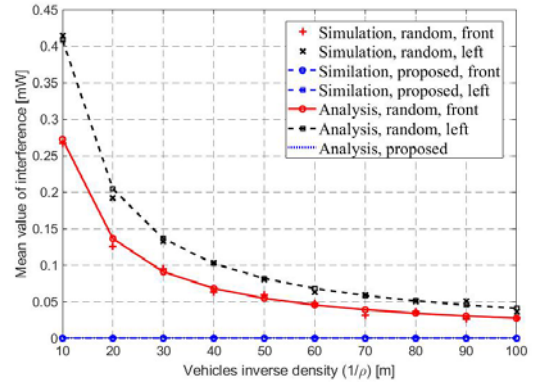 0.45
0.4
0.35
0.3
0.25
0.2
0.15
0.1
0.05
0
Mean value of interference [mW]
Simulation, random, front
Simulation, random, left
Similation, proposed, front
Simulation, proposed, left
Analysis, random, front
Analysis, random, left
Analysis, proposed
10 20 30 40 50 60 70 80 90 100
Vehicles inverse density (1/ρ) [m]